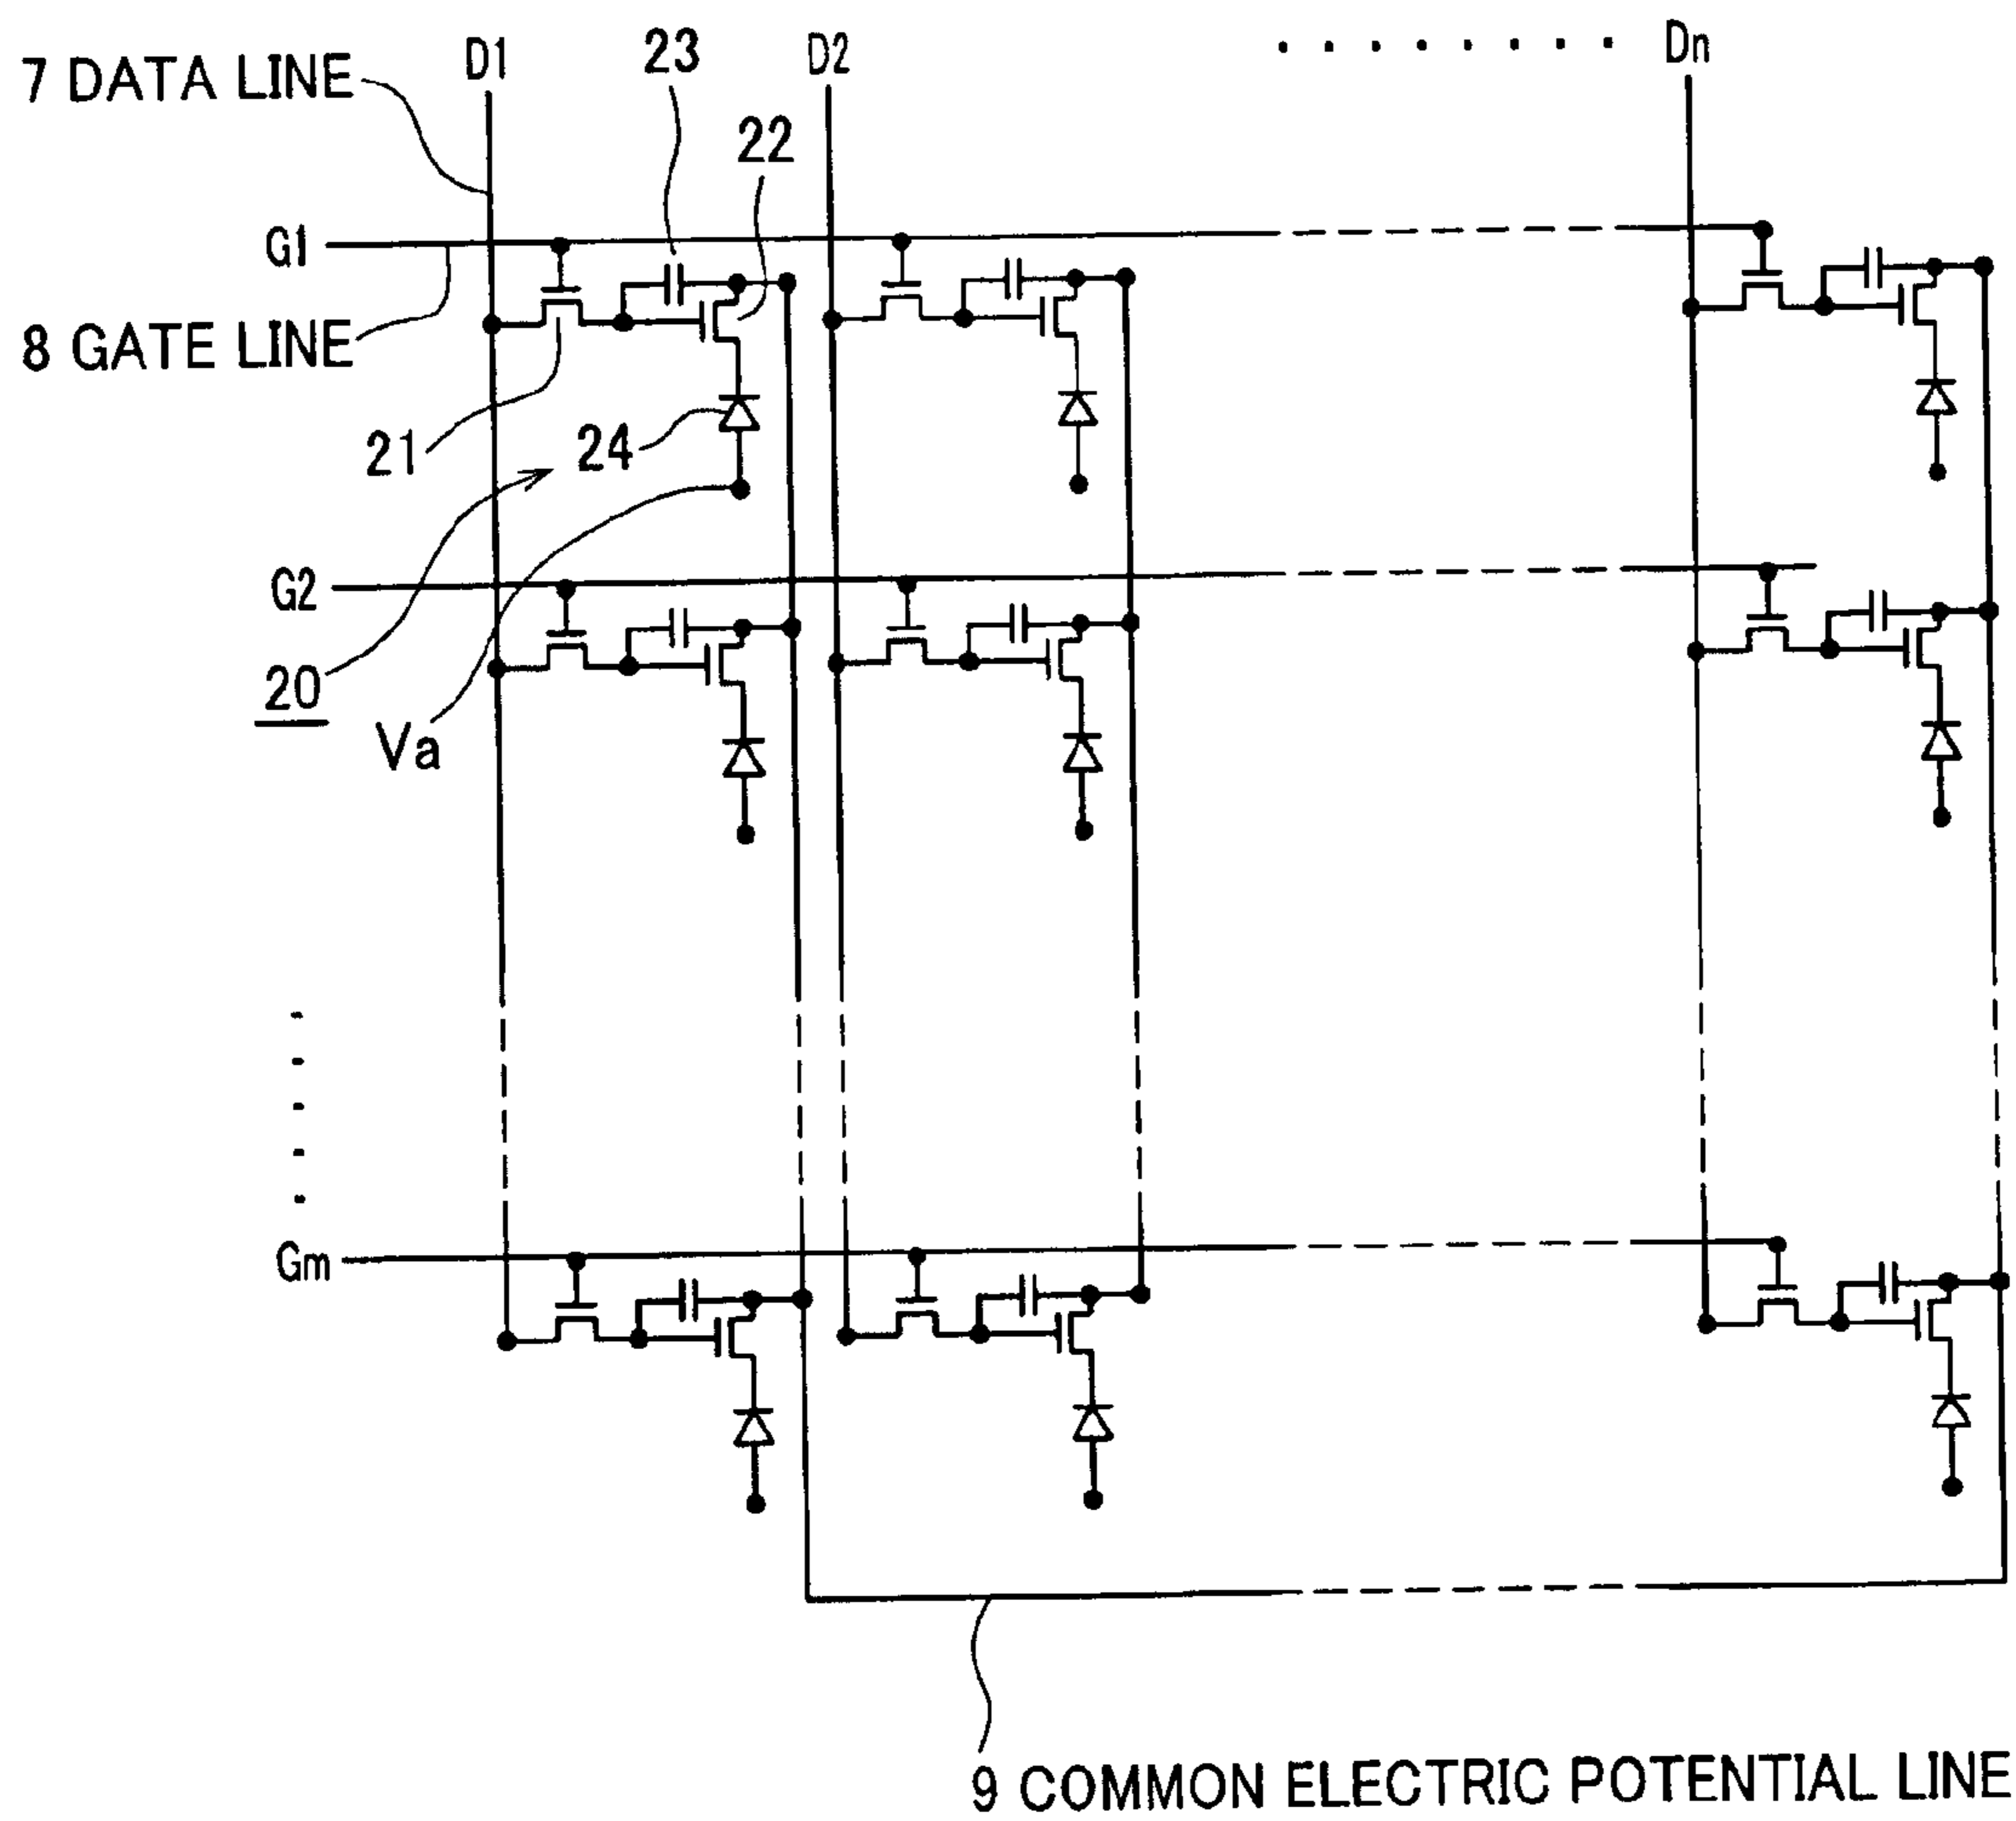 D1
23
D2
Dn
7 DATA LINE
22
G1
8 GATE LINE
21
24
G2
20
Va
Gm
9 COMMON ELECTRIC POTENTIAL LINE